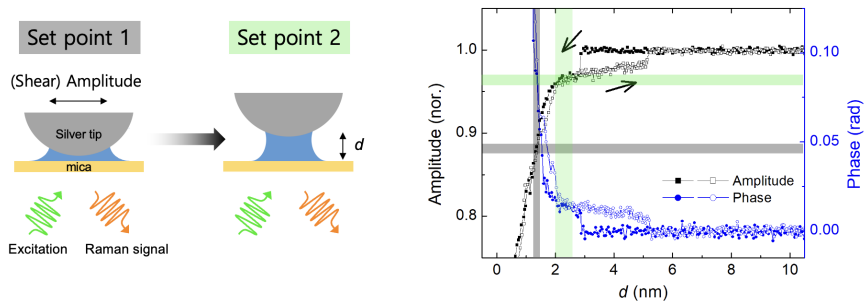 Set point 1
Set point 2
(Shear) Amplitude
Silver tip
mica
d
Excitation
Raman signal
Amplitude (nor.)
1.0
0.9
0.8
0
2
4
6
8
10
d (nm)
Amplitude
Phase
0.10
0.05
0.00
Phase (rad)